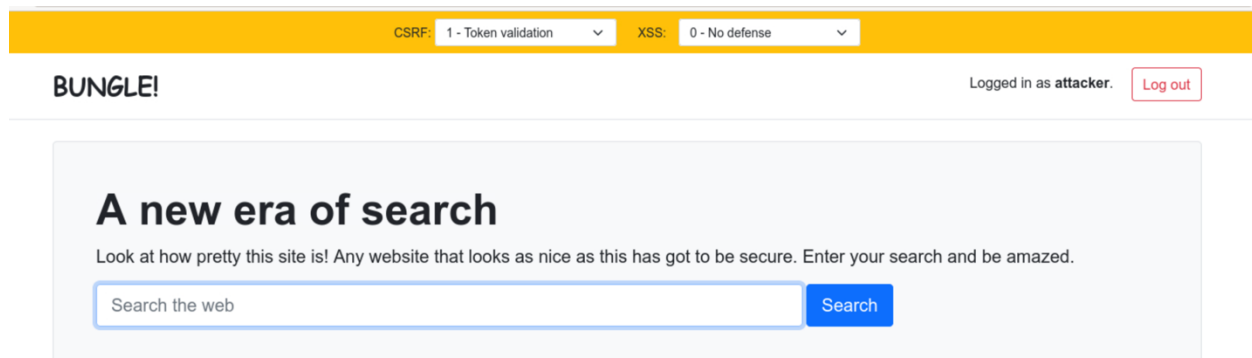 CSRF: 1 - Token validation XSS: 0 - No defense
BUNGLE! Logged in as attacker. Log out
A new era of search
Look at how pretty this site is! Any website that looks as nice as this has got to be secure. Enter your search and be amazed.
Search the web Search